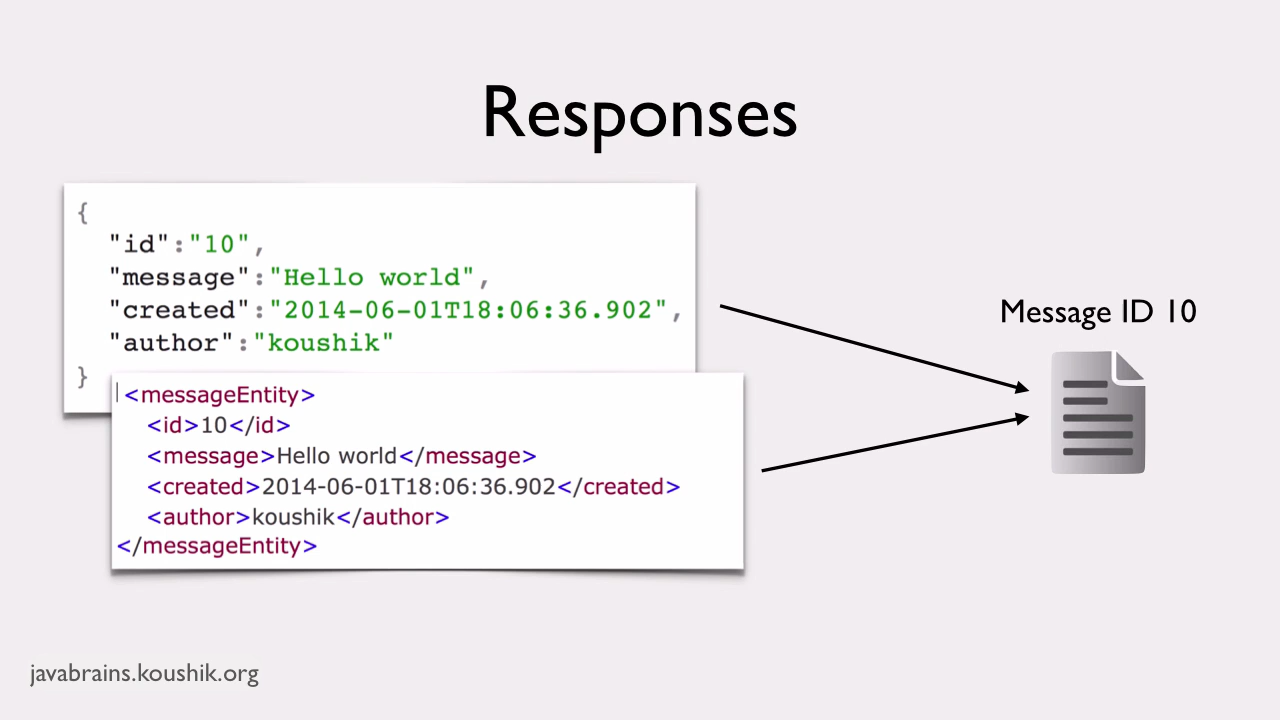 Responses
{
"id":"10",
"message":"Hello world",
"created":"2014-06-01T18:06:36.902",
"author":"koushik"
}
<messageEntity>
<id>10</id>
<message>Hello world</message>
<created>2014-06-01T18:06:36.902</created>
<author>koushik</author>
</messageEntity>
Message ID 10
javabrains.koushik.org